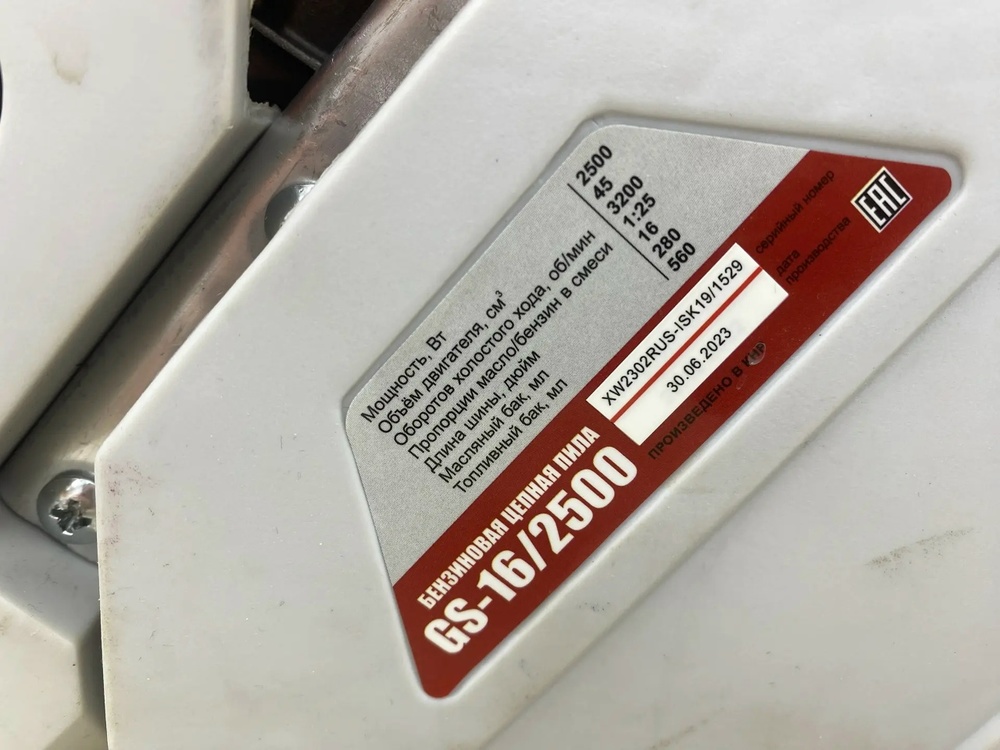 Мощность, Вт 2500
Объём двигателя, см³ 45
Оборотов холостого хода, об/мин 3200
Пропорции масло/бензин в смеси 1:25
Длина шины, дюйм 16
Масляный бак, мл 280
Топливный бак, мл 560
БЕНЗИНОВАЯ ЦЕПНАЯ ПИЛА
GS-16/2500
XW2302RUS-ISK19/1529
серийный номер
30.06.2023
дата
производства
ПРОИЗВЕДЕНО В КНР
EAC